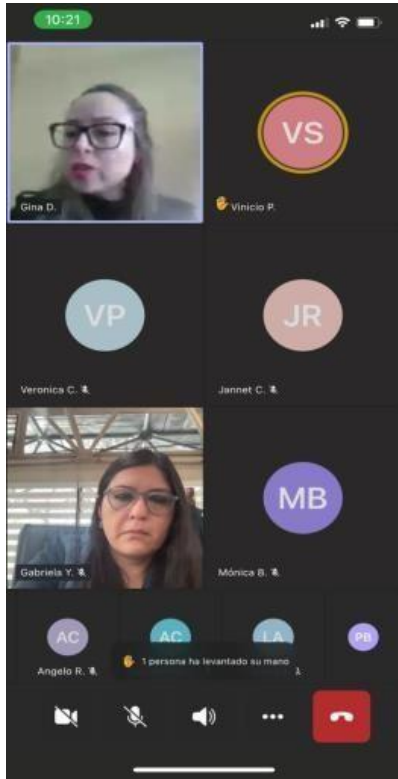 10:21
VS
Gina D.
Vinicio P.
VP
JR
Veronica C.
Jannet C.
MB
Gabriela Y.
Mónica B.
AC
AC
LA
PB
1 persona ha levantado su mano
Angelo R.